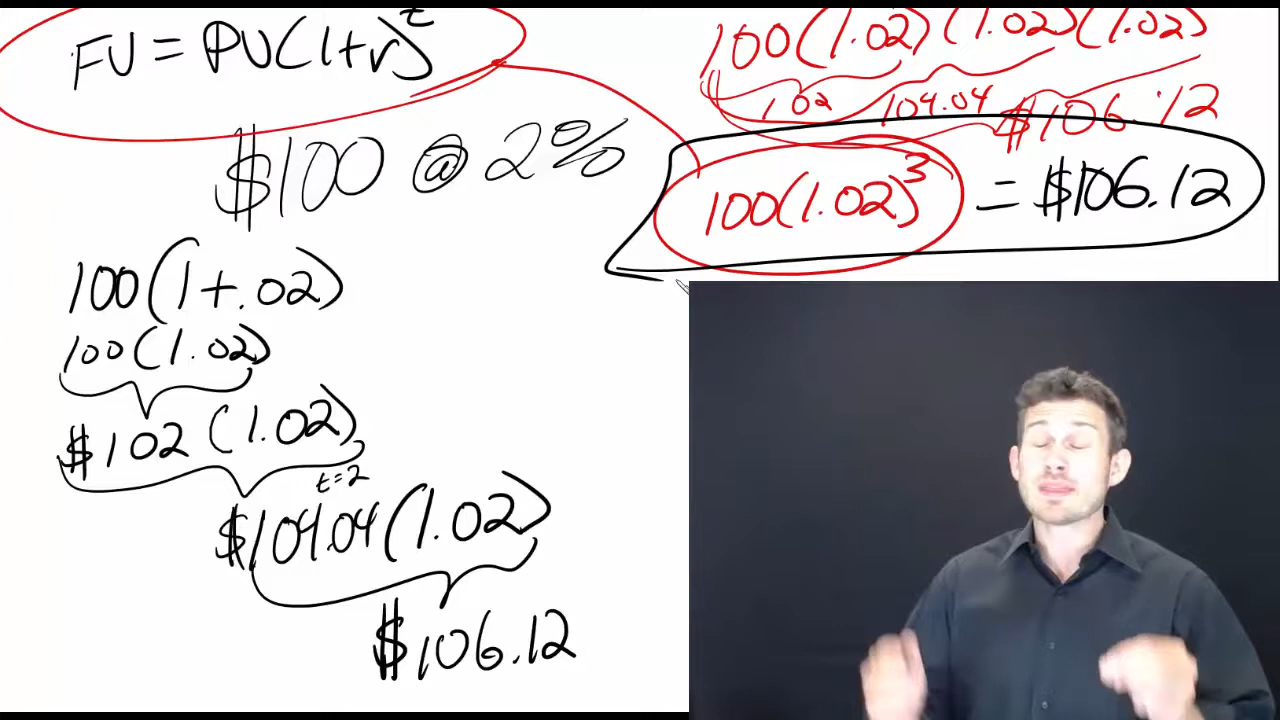 FV = PV(1+r)^t
$100 @ 2%
100(1+.02)
100(1.02)
$102(1.02)
t=2
$104.04(1.02)
$106.12
100(1.02)(1.02)(1.02)
102 104.04 $106.12
100(1.02)^3 = $106.12